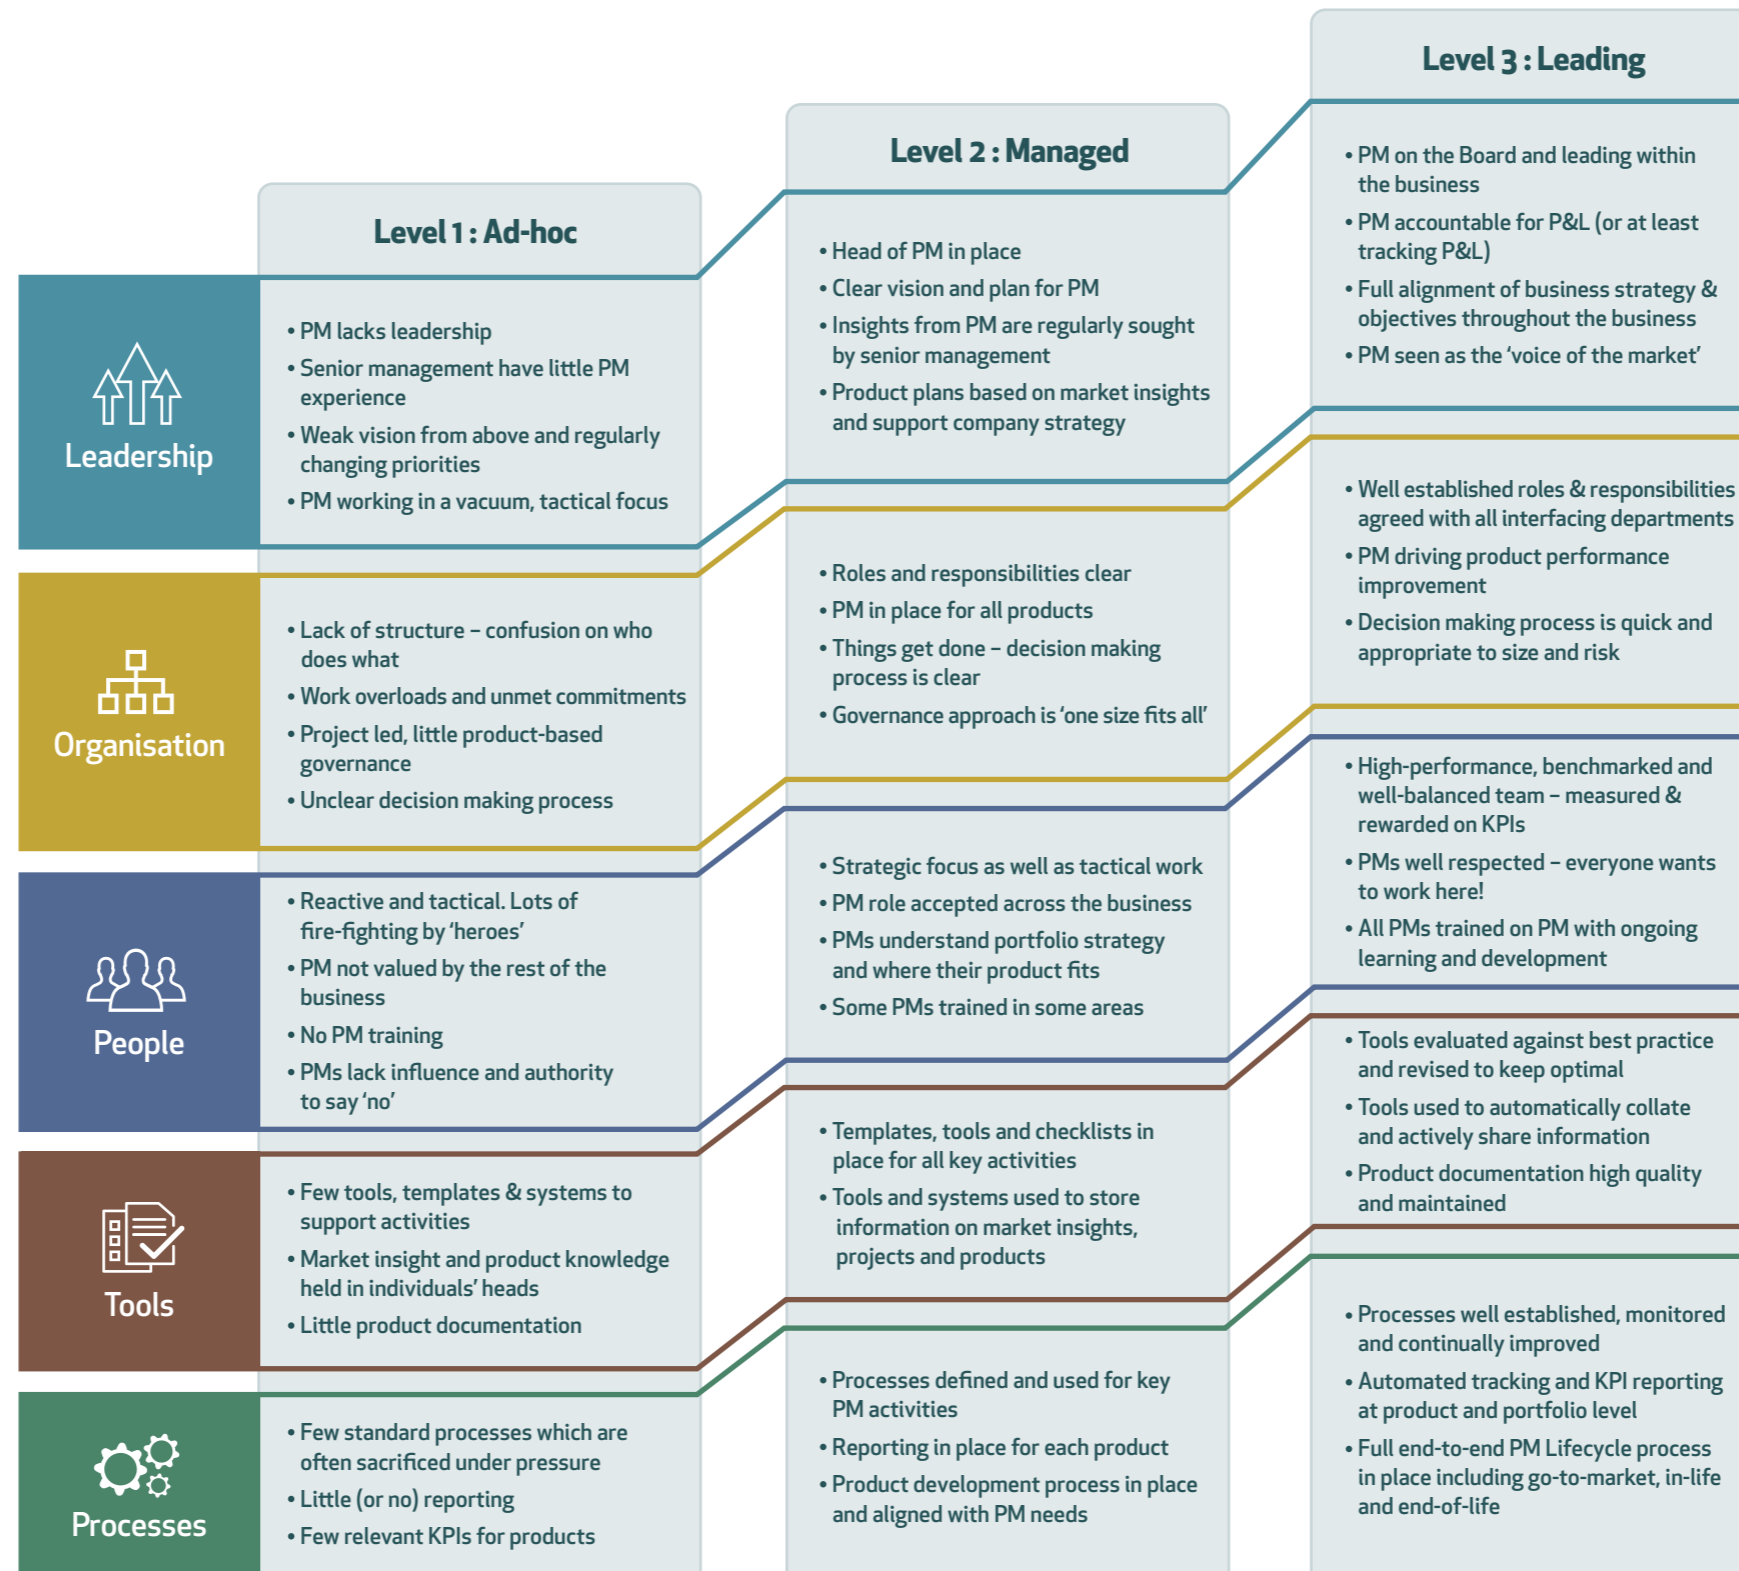 Level 3 : Leading
Level 2 : Managed
Level 1 : Ad-hoc
Leadership
• PM lacks leadership
• Senior management have little PM
experience
• Weak vision from above and regularly
changing priorities
• PM working in a vacuum, tactical focus
• Head of PM in place
• Clear vision and plan for PM
• Insights from PM are regularly sought
by senior management
• Product plans based on market insights
and support company strategy
• PM on the Board and leading within
the business
• PM accountable for P&L (or at least
tracking P&L)
• Full alignment of business strategy &
objectives throughout the business
• PM seen as the ‘voice of the market’
Organisation
• Lack of structure – confusion on who
does what
• Work overloads and unmet commitments
• Project led, little product-based
governance
• Unclear decision making process
• Roles and responsibilities clear
• PM in place for all products
• Things get done – decision making
process is clear
• Governance approach is ‘one size fits all’
• Well established roles & responsibilities
agreed with all interfacing departments
• PM driving product performance
improvement
• Decision making process is quick and
appropriate to size and risk
People
• Reactive and tactical. Lots of
fire-fighting by ‘heroes’
• PM not valued by the rest of the
business
• No PM training
• PMs lack influence and authority
to say ‘no’
• Strategic focus as well as tactical work
• PM role accepted across the business
• PMs understand portfolio strategy
and where their product fits
• Some PMs trained in some areas
• High-performance, benchmarked and
well-balanced team – measured &
rewarded on KPIs
• PMs well respected – everyone wants
to work here!
• All PMs trained on PM with ongoing
learning and development
Tools
• Few tools, templates & systems to
support activities
• Market insight and product knowledge
held in individuals’ heads
• Little product documentation
• Templates, tools and checklists in
place for all key activities
• Tools and systems used to store
information on market insights,
projects and products
• Tools evaluated against best practice
and revised to keep optimal
• Tools used to automatically collate
and actively share information
• Product documentation high quality
and maintained
Processes
• Few standard processes which are
often sacrificed under pressure
• Little (or no) reporting
• Few relevant KPIs for products
• Processes defined and used for key
PM activities
• Reporting in place for each product
• Product development process in place
and aligned with PM needs
• Processes well established, monitored
and continually improved
• Automated tracking and KPI reporting
at product and portfolio level
• Full end-to-end PM Lifecycle process
in place including go-to-market, in-life
and end-of-life